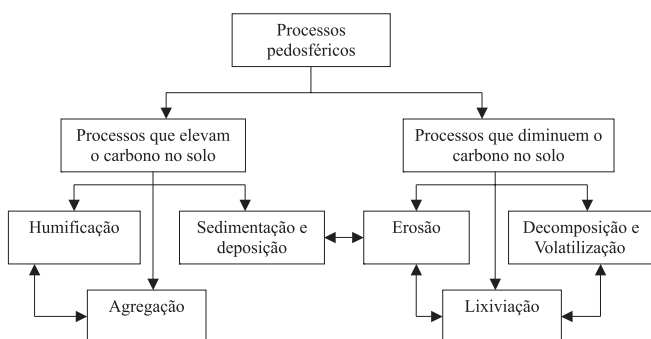 Processos
pedosféricos
Processos que elevam
o carbono no solo
Processos que diminuem o
carbono no solo
Humificação
Sedimentação e
deposição
Erosão
Decomposição e
Volatilização
Agregação
Lixiviação